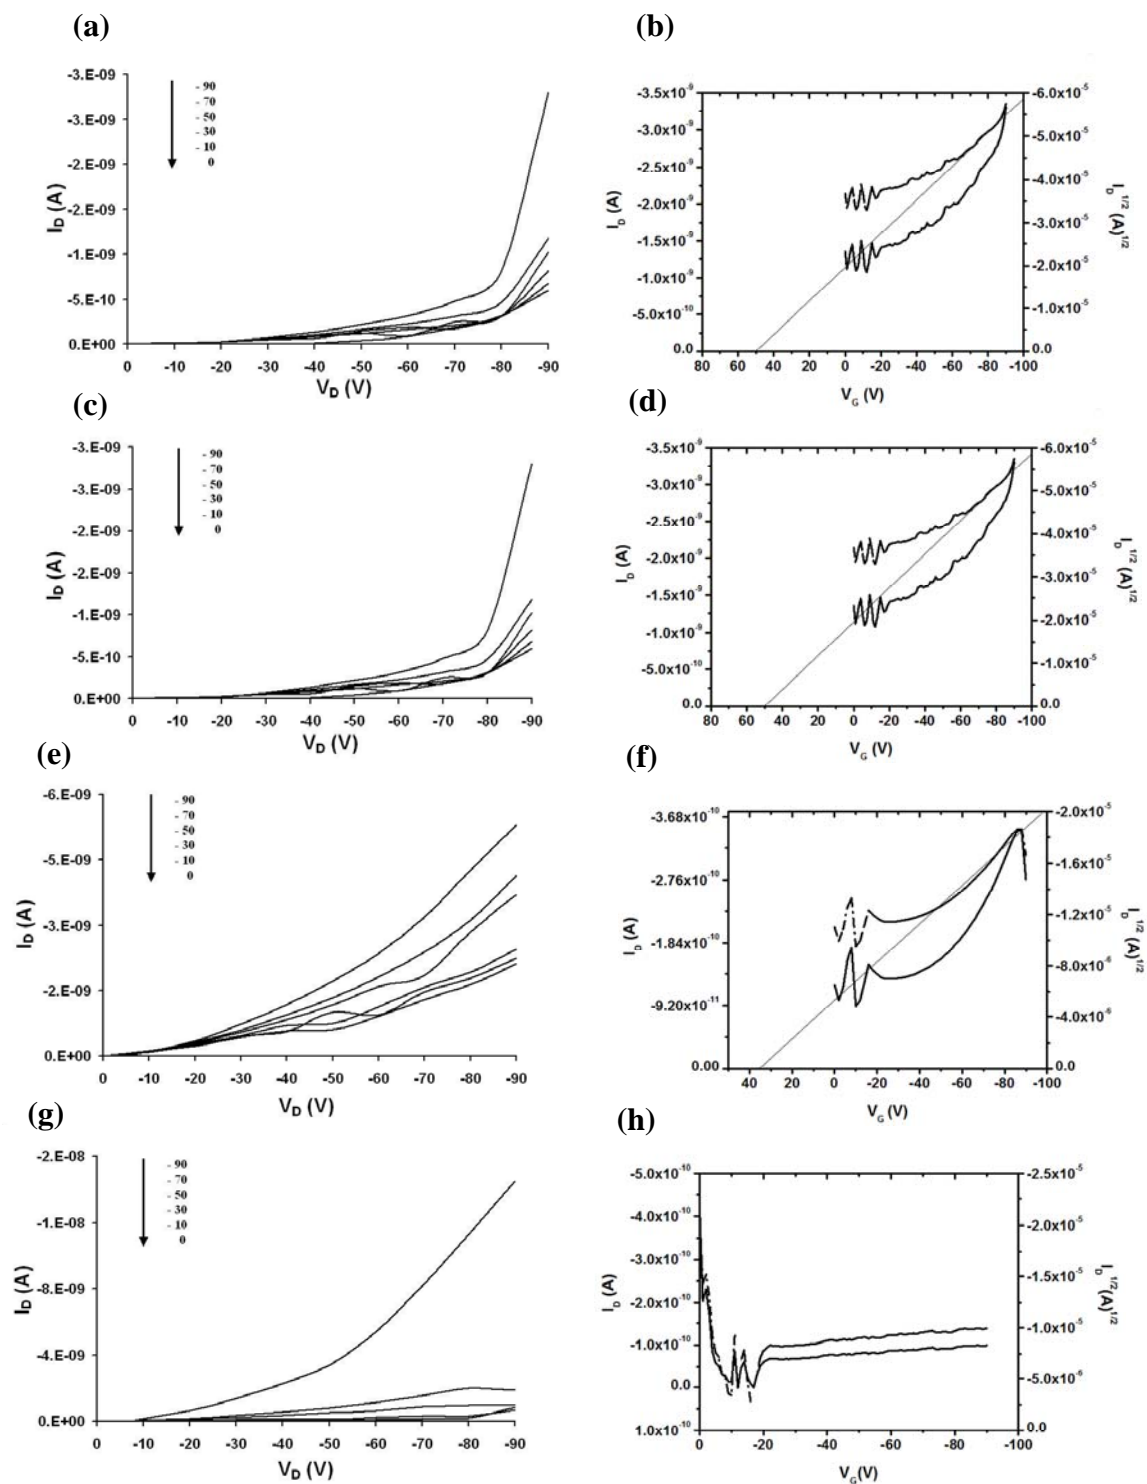 (a)
-3.E-09
-3.E-09
-2.E-09
-2.E-09
-1.E-09
-5.E-10
0.E+00
I_D (A)
- 90
- 70
- 50
- 30
- 10
0
0 -10 -20 -30 -40 -50 -60 -70 -80 -90
V_D (V)
(b)
-3.5x10^-9
-3.0x10^-9
-2.5x10^-9
-2.0x10^-9
-1.5x10^-9
-1.0x10^-9
-5.0x10^-10
0.0
I_D (A)
-6.0x10^-5
-5.0x10^-5
-4.0x10^-5
-3.0x10^-5
-2.0x10^-5
-1.0x10^-5
0.0
I_D^1/2 (A)^1/2
80 60 40 20 0 -20 -40 -60 -80 -100
V_G (V)
(c)
-3.E-09
-3.E-09
-2.E-09
-2.E-09
-1.E-09
-5.E-10
0.E+00
I_D (A)
- 90
- 70
- 50
- 30
- 10
0
0 -10 -20 -30 -40 -50 -60 -70 -80 -90
V_D (V)
(d)
-3.5x10^-9
-3.0x10^-9
-2.5x10^-9
-2.0x10^-9
-1.5x10^-9
-1.0x10^-9
-5.0x10^-10
0.0
I_D (A)
-6.0x10^-5
-5.0x10^-5
-4.0x10^-5
-3.0x10^-5
-2.0x10^-5
-1.0x10^-5
0.0
I_D^1/2 (A)^1/2
80 60 40 20 0 -20 -40 -60 -80 -100
V_G (V)
(e)
-6.E-09
-5.E-09
-3.E-09
-2.E-09
0.E+00
I_D (A)
- 90
- 70
- 50
- 30
- 10
0
0 -10 -20 -30 -40 -50 -60 -70 -80 -90
V_D (V)
(f)
-3.68x10^-10
-2.76x10^-10
-1.84x10^-10
-9.20x10^-11
0.00
I_D (A)
-2.0x10^-5
-1.6x10^-5
-1.2x10^-5
-8.0x10^-6
-4.0x10^-6
0.0
I_D^1/2 (A)^1/2
40 20 0 -20 -40 -60 -80 -100
V_G (V)
(g)
-2.E-08
-1.E-08
-8.E-09
-4.E-09
0.E+00
I_D (A)
- 90
- 70
- 50
- 30
- 10
0
0 -10 -20 -30 -40 -50 -60 -70 -80 -90
V_D (V)
(h)
-5.0x10^-10
-4.0x10^-10
-3.0x10^-10
-2.0x10^-10
-1.0x10^-10
0.0
1.0x10^-10
I_D (A)
-2.5x10^-5
-2.0x10^-5
-1.5x10^-5
-1.0x10^-5
-5.0x10^-6
0.0
I_D^1/2 (A)^1/2
0 -20 -40 -60 -80 -100
V_G(V)